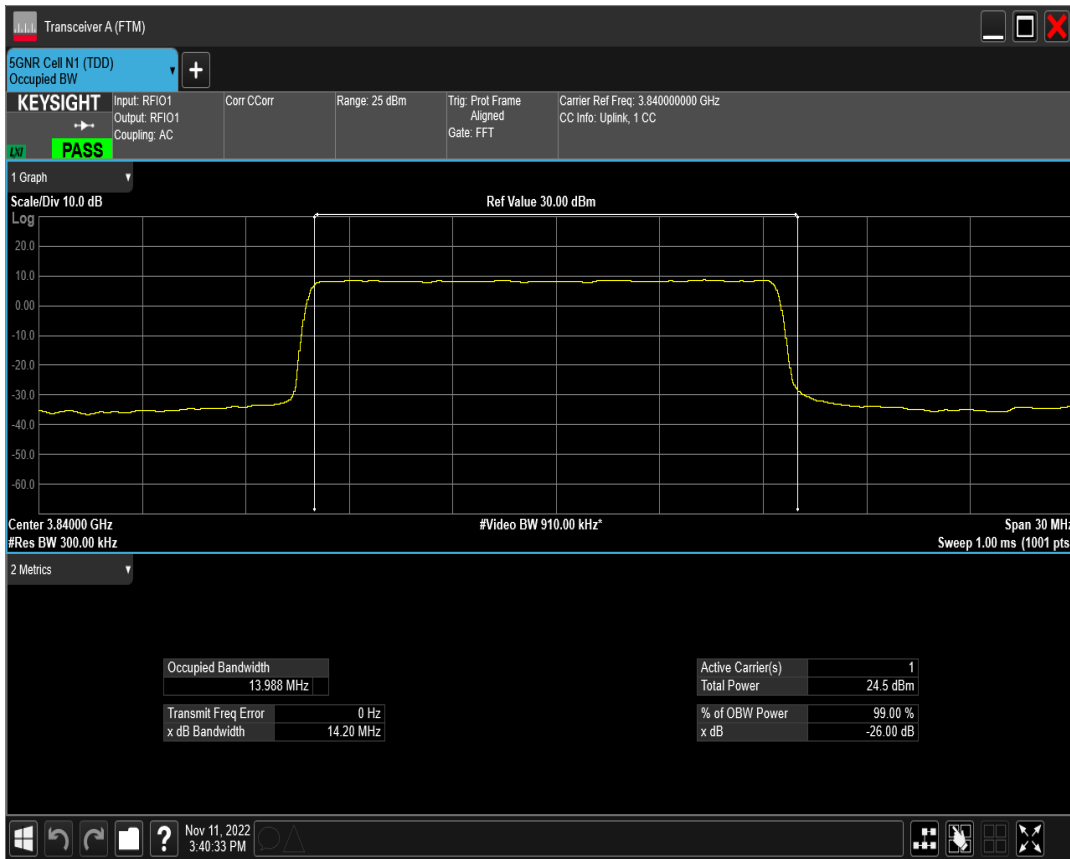 Transceiver A (FTM)
5GNR Cell N1 (TDD)
Occupied BW
+
KEYSIGHT
LXI
PASS
Input: RFIO1
Output: RFIO1
Coupling: AC
Corr CCorr
Range: 25 dBm
Trig: Prot Frame
Aligned
Gate: FFT
Carrier Ref Freq: 3.840000000 GHz
CC Info: Uplink, 1 CC
1 Graph
Scale/Div 10.0 dB
Ref Value 30.00 dBm
Log
20.0
10.0
0.00
-10.0
-20.0
-30.0
-40.0
-50.0
-60.0
Center 3.84000 GHz
#Video BW 910.00 kHz*
Span 30 MHz
#Res BW 300.00 kHz
Sweep 1.00 ms (1001 pts
2 Metrics
Occupied Bandwidth
13.988 MHz
Transmit Freq Error 0 Hz
x dB Bandwidth 14.20 MHz
Active Carrier(s) 1
Total Power 24.5 dBm
% of OBW Power 99.00 %
x dB -26.00 dB
?
Nov 11, 2022
3:40:33 PM